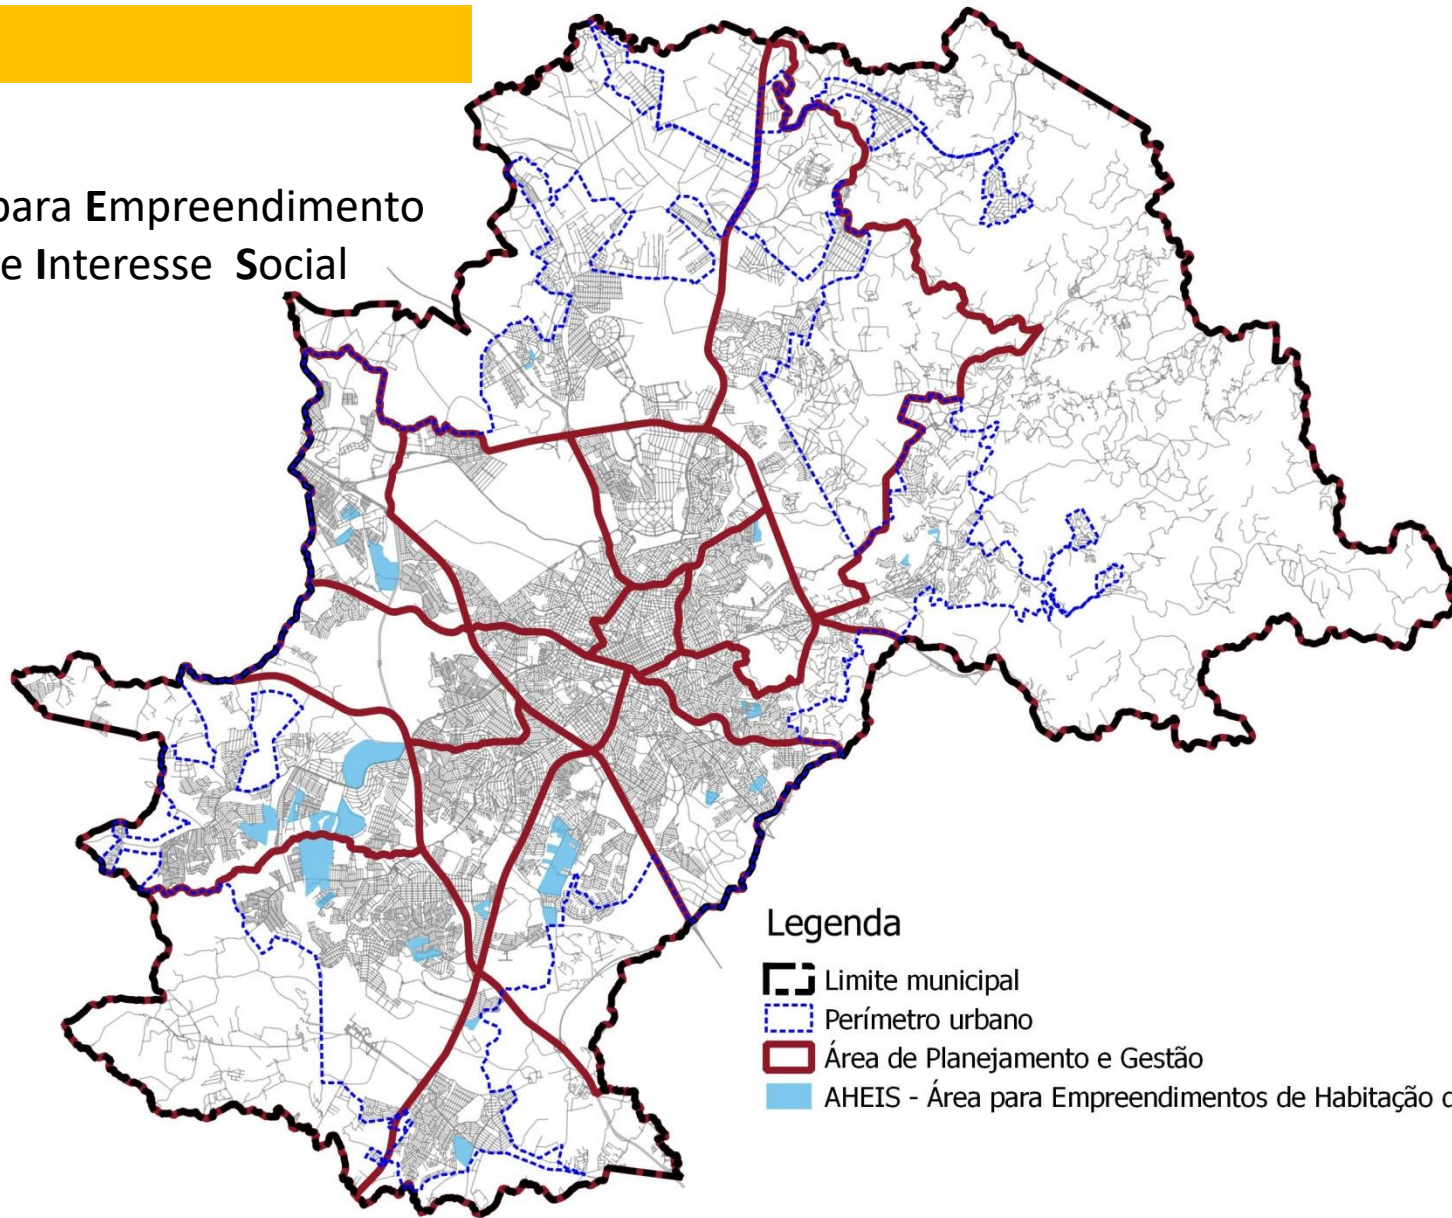 para Empreendimento
e Interesse Social
Legenda
Limite municipal
Perímetro urbano
Área de Planejamento e Gestão
AHEIS - Área para Empreendimentos de Habitação